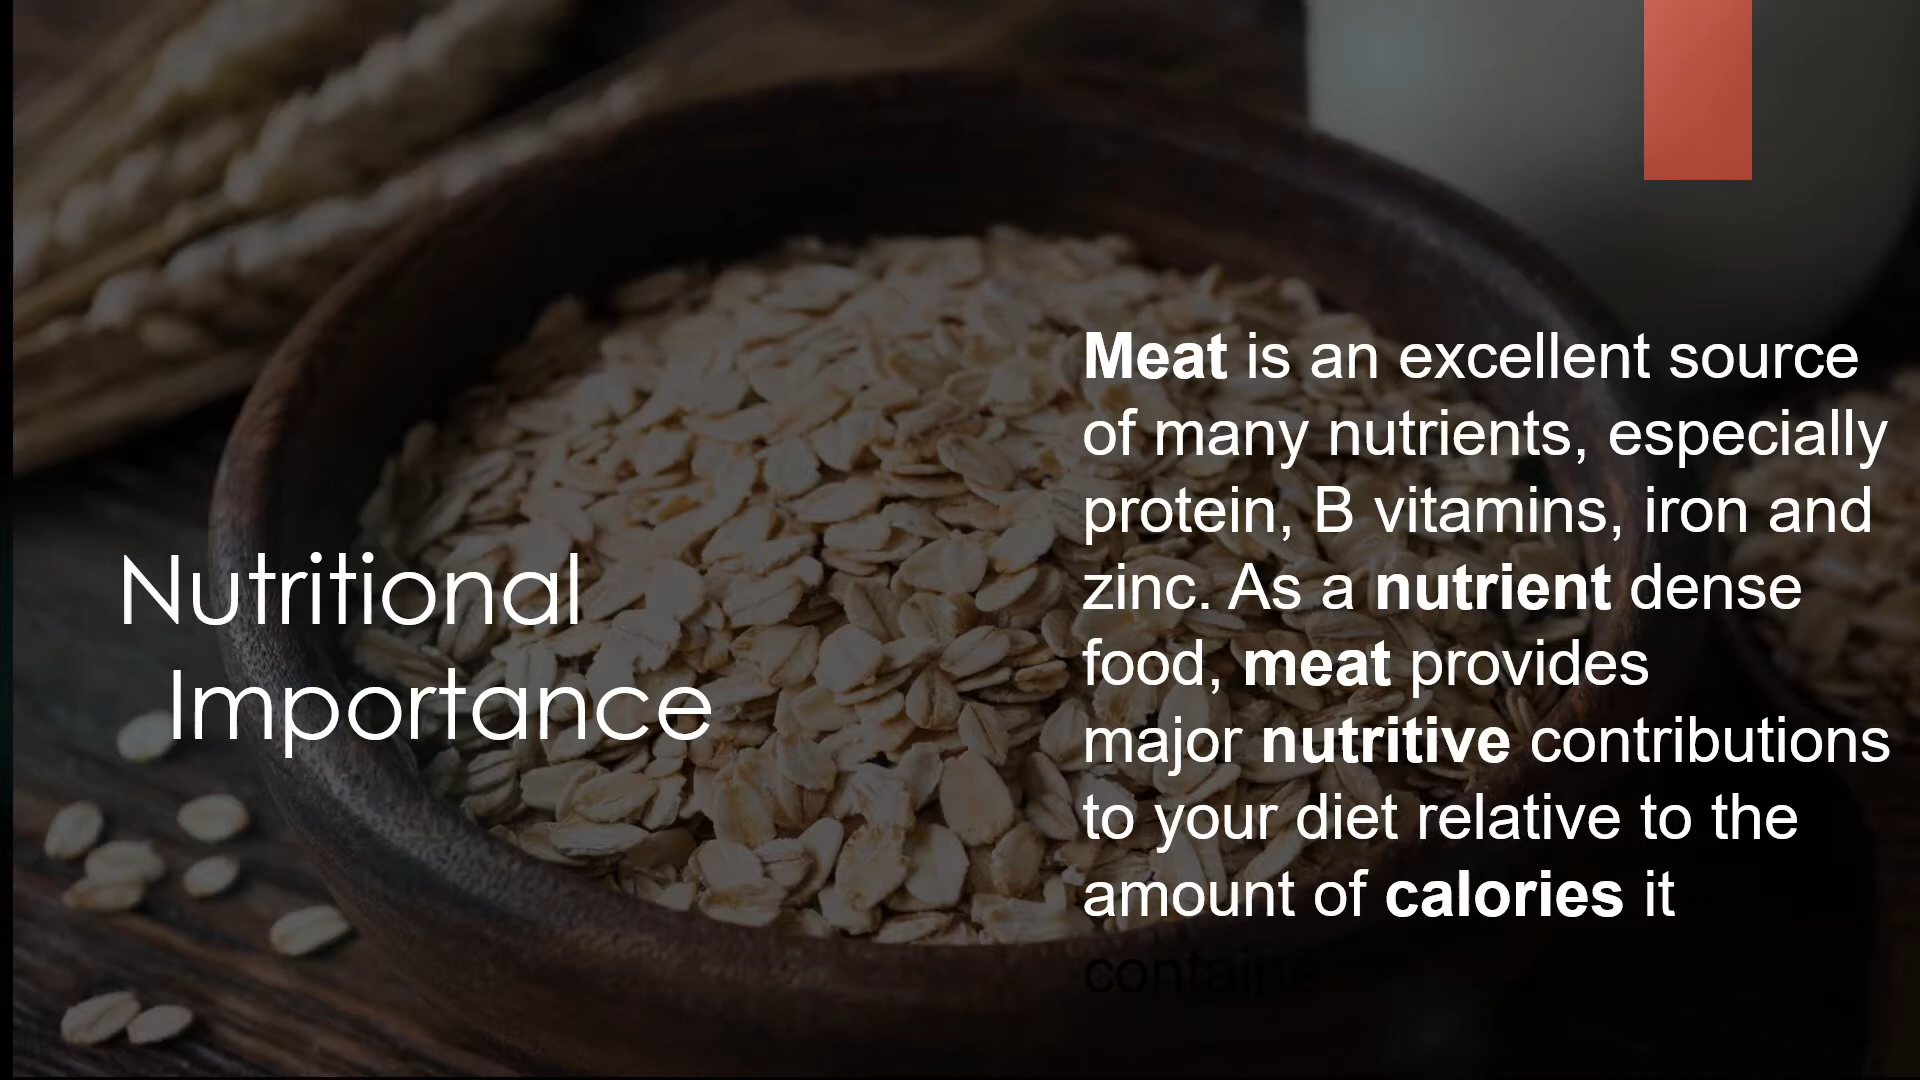 Nutritional
Importance
Meat is an excellent source
of many nutrients, especially
protein, B vitamins, iron and
zinc. As a nutrient dense
food, meat provides
major nutritive contributions
to your diet relative to the
amount of calories it
contains